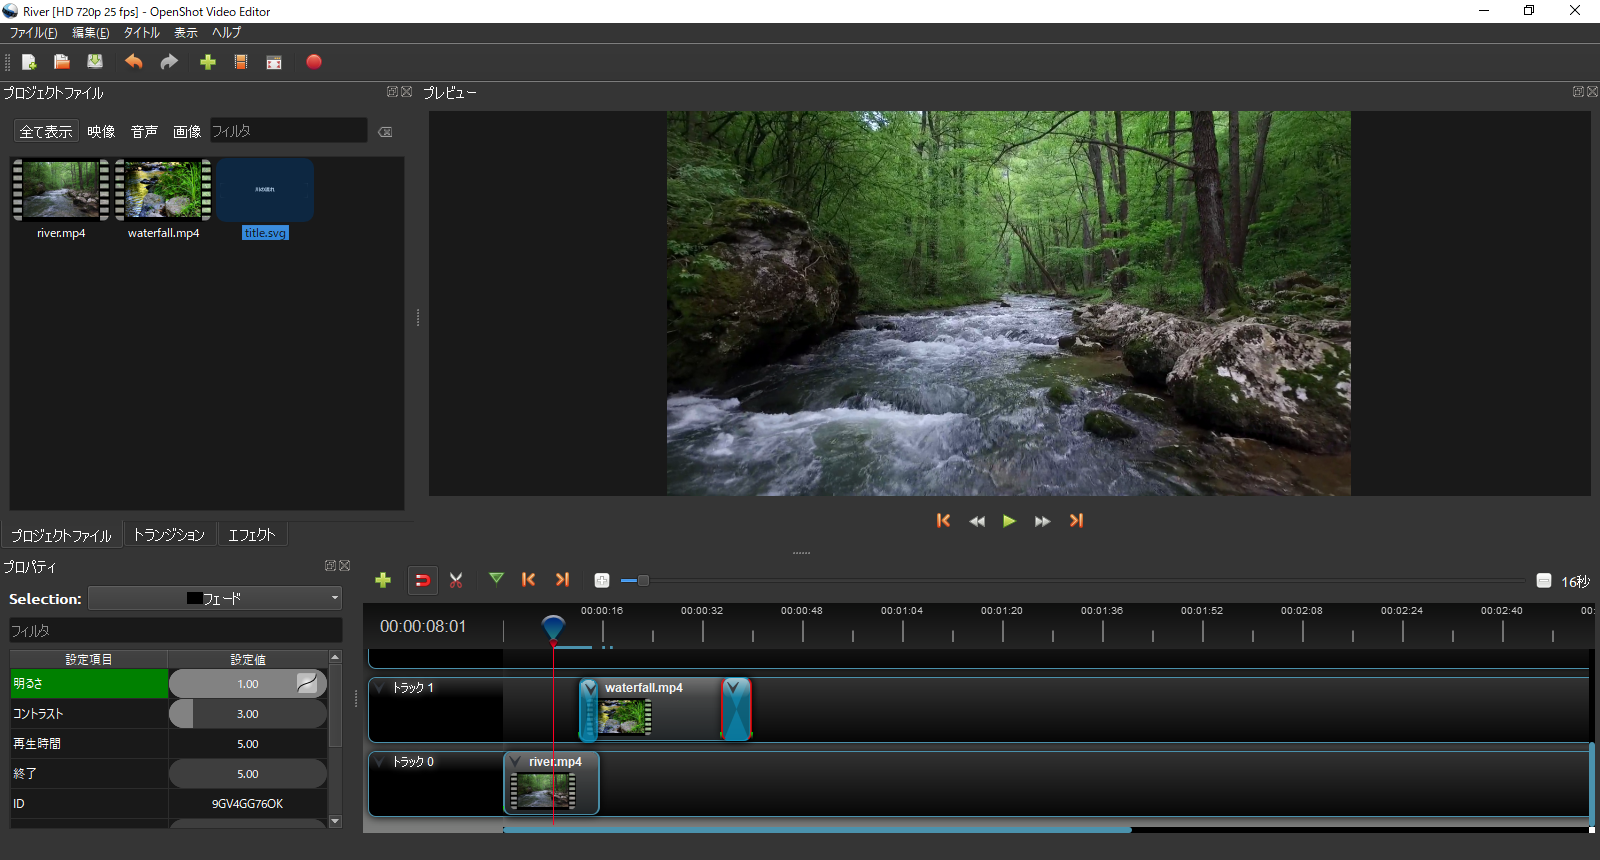 River [HD 720p 25 fps] - OpenShot Video Editor
ファイル(F) 編集(E) タイトル 表示 ヘルプ
プロジェクトファイル
プレビュー
全て表示 映像 音声 画像 フィルタ
river.mp4 waterfall.mp4 title.svg
プロジェクトファイル トランジション エフェクト
プロパティ
Selection: フェード
フィルタ
設定項目 設定値
明るさ 1.00
コントラスト 3.00
再生時間 5.00
終了 5.00
ID 9GV4GG76OK
16秒
00:00:08:01
00:00:16 00:00:32 00:00:48 00:01:04 00:01:20 00:01:36 00:01:52 00:02:08 00:02:24 00:02:40 00:
トラック 1
waterfall.mp4
トラック 0
river.mp4